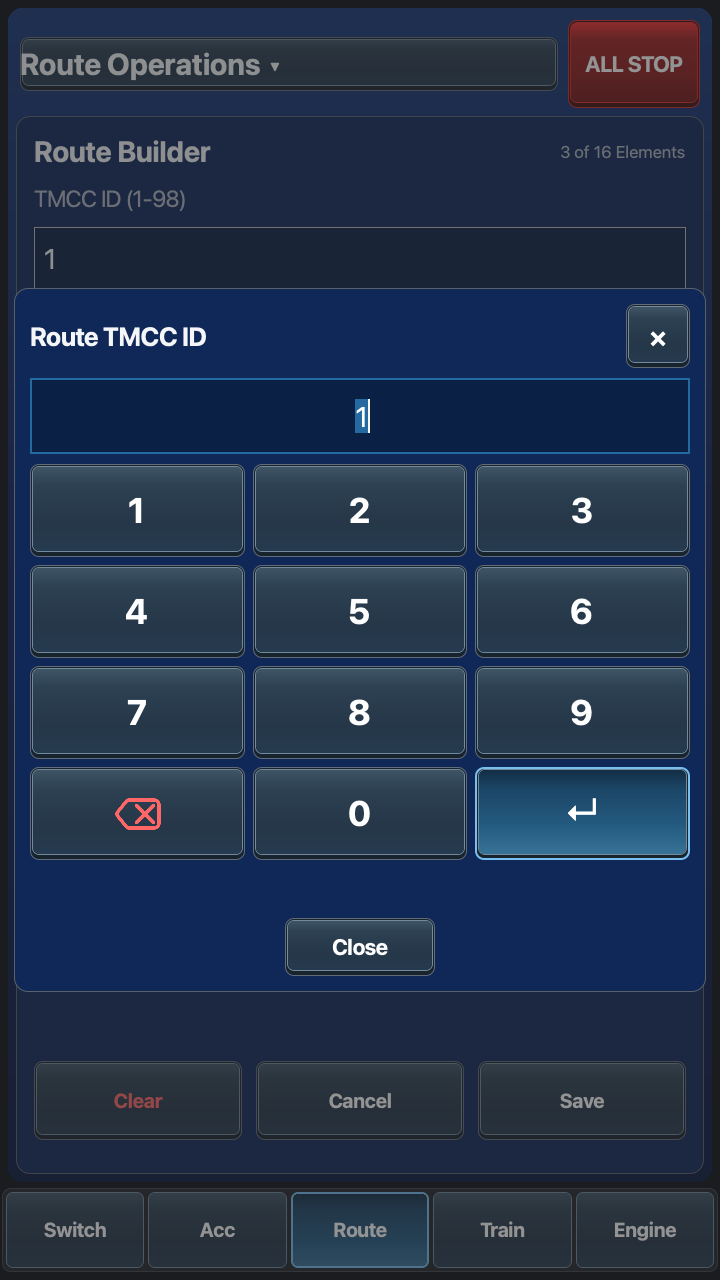 Route Operations ▾
ALL STOP
Route Builder
3 of 16 Elements
TMCC ID (1-98)
1
Route TMCC ID
×
1
1 2 3
4 5 6
7 8 9
0
Close
Clear Cancel Save
Switch Acc Route Train Engine